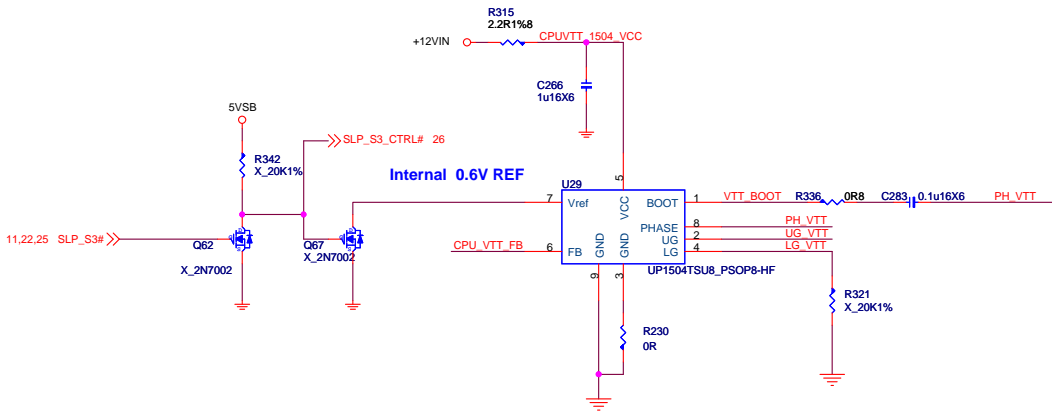 R315
2.2R1%8
+12VIN
CPUVTT_1504_VCC
C266
1u16X6
5VSB
SLP_S3_CTRL# 26
R342
X_20K1%
Internal 0.6V REF
U29
5
7
Vref
VCC
BOOT
1
VTT_BOOT
R336
0R8
C283
0.1u16X6
PH_VTT
PHASE
8
PH_VTT
11,22,25 SLP_S3#
Q62
X_2N7002
Q67
X_2N7002
UG
2
UG_VTT
CPU_VTT_FB
6
FB
GND
GND
LG
4
LG_VTT
9
3
UP1504TSU8_PSOP8-HF
R321
X_20K1%
R230
0R